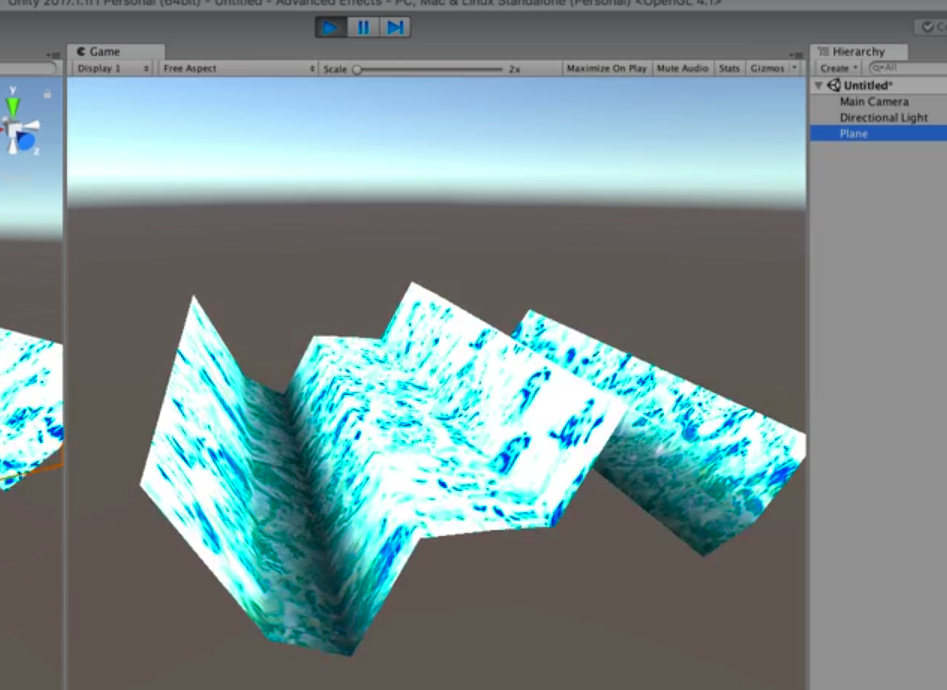 Unity 2017.1.1f1 Personal (64bit) - Untitled - Advanced Effects - PC, Mac & Linux Standalone (Personal) <OpenGL 4.1>
Game
Display 1 Free Aspect Scale 2x Maximize On Play Mute Audio Stats Gizmos
Hierarchy
Create All
Untitled*
Main Camera
Directional Light
Plane
y
z